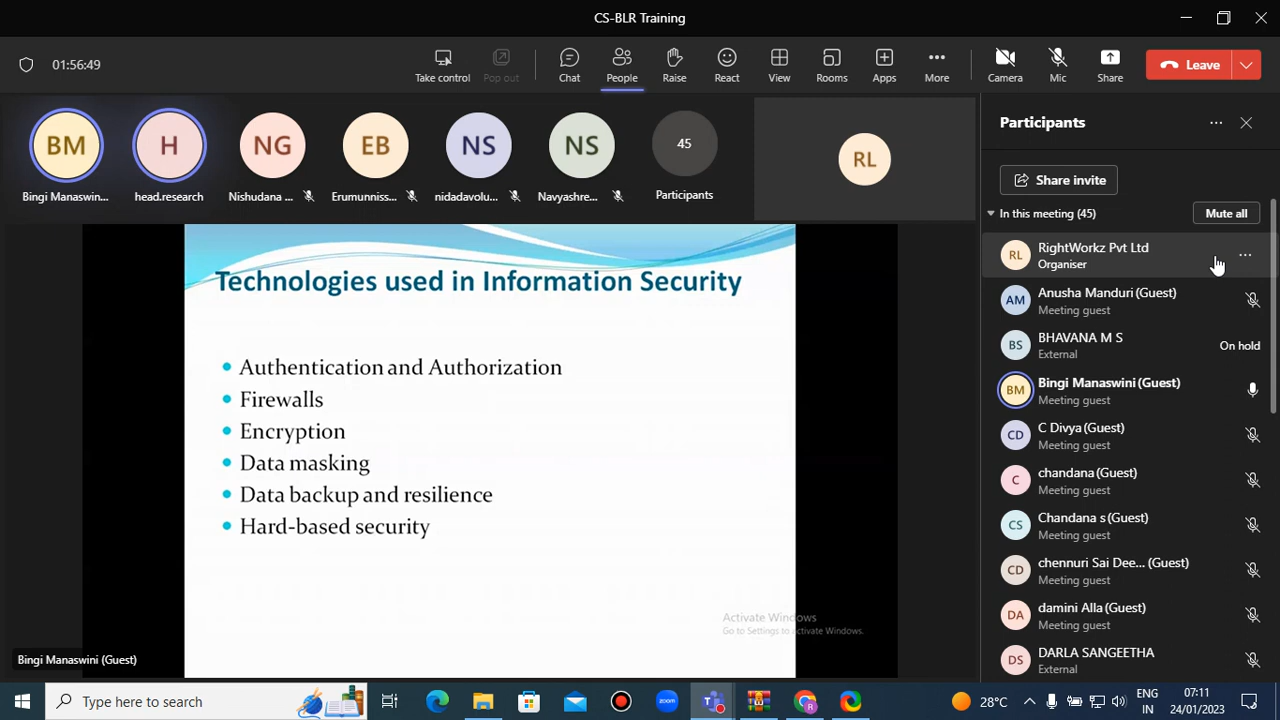 CS-BLR Training
01:56:49
Take control
Pop out
Chat
People
Raise
React
View
Rooms
Apps
More
Camera
Mic
Share
Leave
BM
H
NG
EB
NS
NS
45
RL
Bingi Manaswin...
head.research
Nishudana ...
Erumunniss...
nidadavolu...
Navyashre...
Participants
Technologies used in Information Security
Authentication and Authorization
Firewalls
Encryption
Data masking
Data backup and resilience
Hard-based security
Activate Windows
Go to Settings to activate Windows.
Bingi Manaswini (Guest)
Participants
Share invite
In this meeting (45)
Mute all
RL
RightWorkz Pvt Ltd
Organiser
AM
Anusha Manduri (Guest)
Meeting guest
BS
BHAVANA M S
External
On hold
BM
Bingi Manaswini (Guest)
Meeting guest
CD
C Divya (Guest)
Meeting guest
C
chandana (Guest)
Meeting guest
CS
Chandana s (Guest)
Meeting guest
CD
chennuri Sai Dee... (Guest)
Meeting guest
DA
damini Alla (Guest)
Meeting guest
DS
DARLA SANGEETHA
External
Type here to search
zoom
28°C
ENG
IN
07:11
24/01/2023